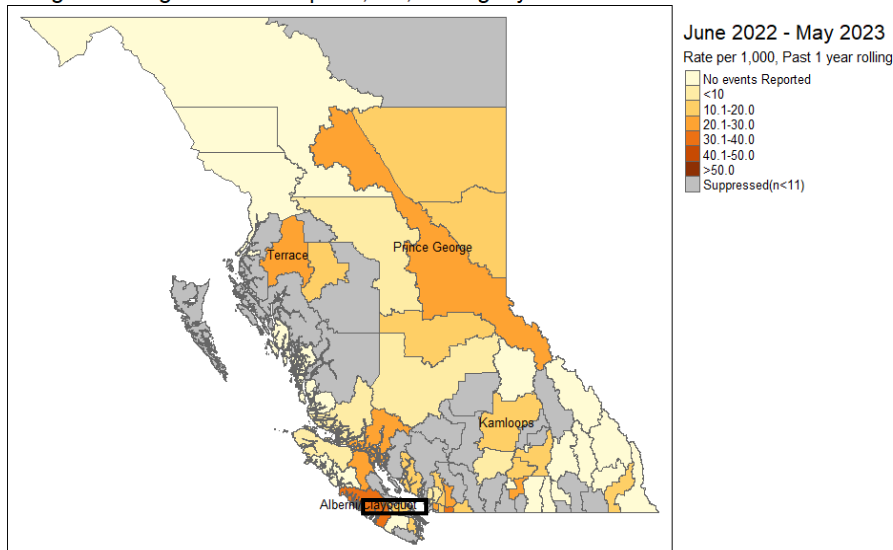 June 2022 - May 2023
Rate per 1,000, Past 1 year rolling
No events Reported
<10
10.1-20.0
20.1-30.0
30.1-40.0
40.1-50.0
>50.0
Suppressed(n<11)
Terrace
Prince George
Kamloops
Alberni/Clayoquot